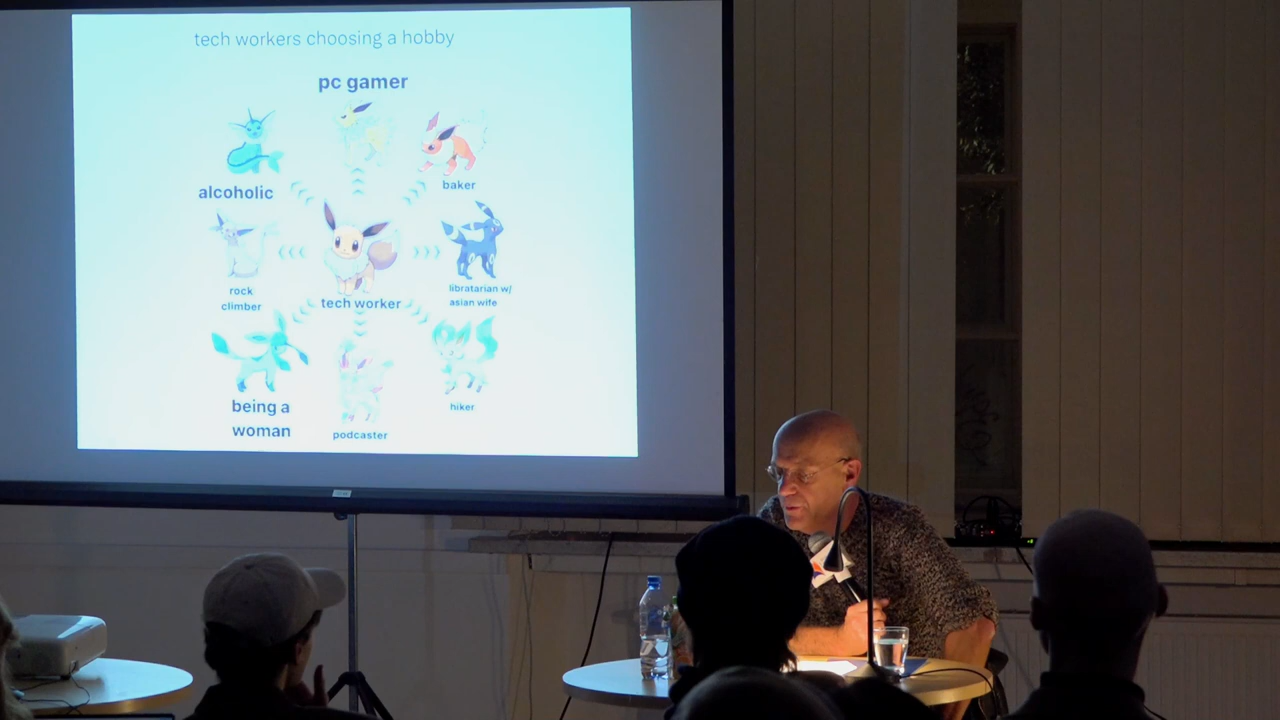 tech workers choosing a hobby
pc gamer
alcoholic
baker
rock
climber
tech worker
libratarian w/
asian wife
being a
woman
podcaster
hiker